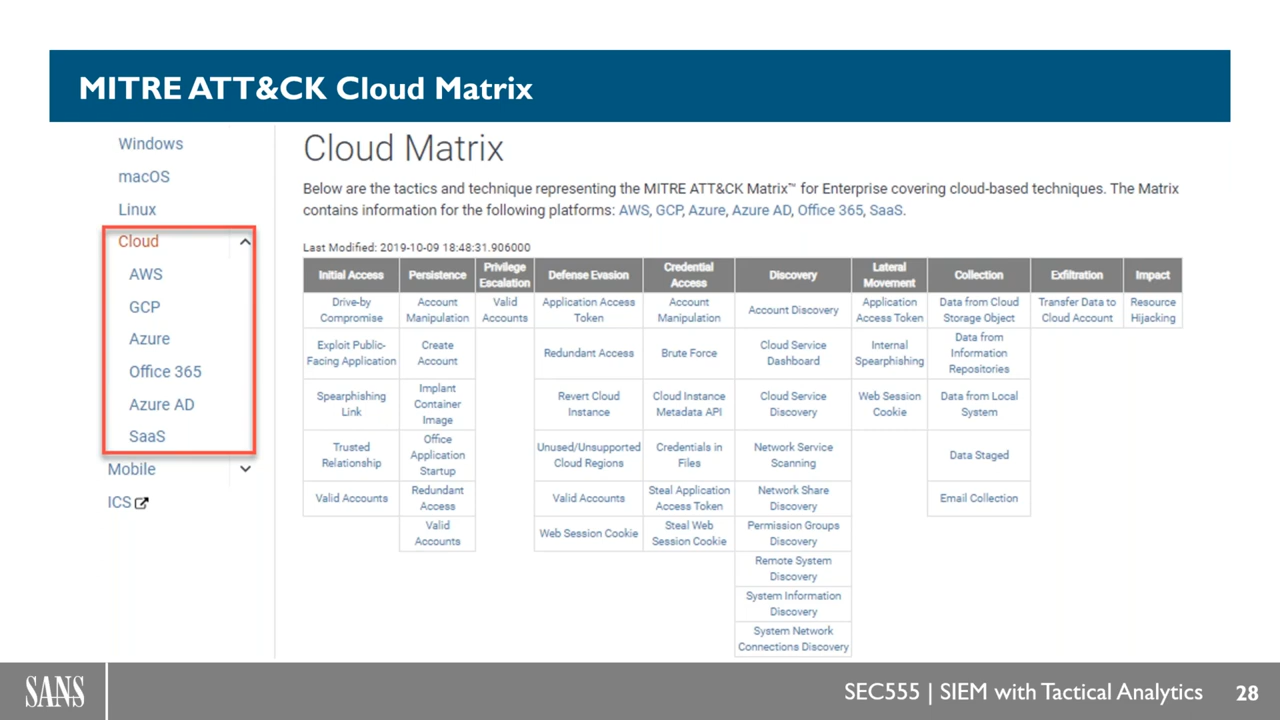 MITRE ATT&CK Cloud Matrix
Windows
macOS
Linux
Cloud
AWS
GCP
Azure
Office 365
Azure AD
SaaS
Mobile
ICS
Cloud Matrix
Below are the tactics and technique representing the MITRE ATT&CK Matrix™ for Enterprise covering cloud-based techniques. The Matrix
contains information for the following platforms: AWS, GCP, Azure, Azure AD, Office 365, SaaS.
Last Modified: 2019-10-09 18:48:31.906000
Initial Access
Drive-by
Compromise
Exploit Public-
Facing Application
Spearphishing
Link
Trusted
Relationship
Valid Accounts
Persistence
Account
Manipulation
Create
Account
Implant
Container
Image
Office
Application
Startup
Redundant
Access
Valid
Accounts
Privilege
Escalation
Valid
Accounts
Defense Evasion
Application Access
Token
Redundant Access
Revert Cloud
Instance
Unused/Unsupported
Cloud Regions
Valid Accounts
Web Session Cookie
Credential
Access
Account
Manipulation
Brute Force
Cloud Instance
Metadata API
Credentials in
Files
Steal Application
Access Token
Steal Web
Session Cookie
Discovery
Account Discovery
Cloud Service
Dashboard
Cloud Service
Discovery
Network Service
Scanning
Network Share
Discovery
Permission Groups
Discovery
Remote System
Discovery
System Information
Discovery
System Network
Connections Discovery
Lateral
Movement
Application
Access Token
Internal
Spearphishing
Web Session
Cookie
Collection
Data from Cloud
Storage Object
Data from
Information
Repositories
Data from Local
System
Data Staged
Email Collection
Exfiltration
Transfer Data to
Cloud Account
Impact
Resource
Hijacking
SANS
SEC555 | SIEM with Tactical Analytics
28